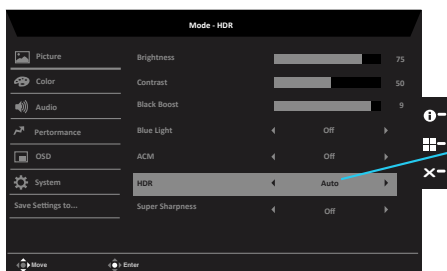 Mode - HDR
Picture
Color
Audio
Pertormance
OSD
System
Save Settings to...
Brightness 75
Contrast 50
Black Boost 9
Blue Light Off
ACM Off
HDR Auto
Super Sharpness Off
Move Enter